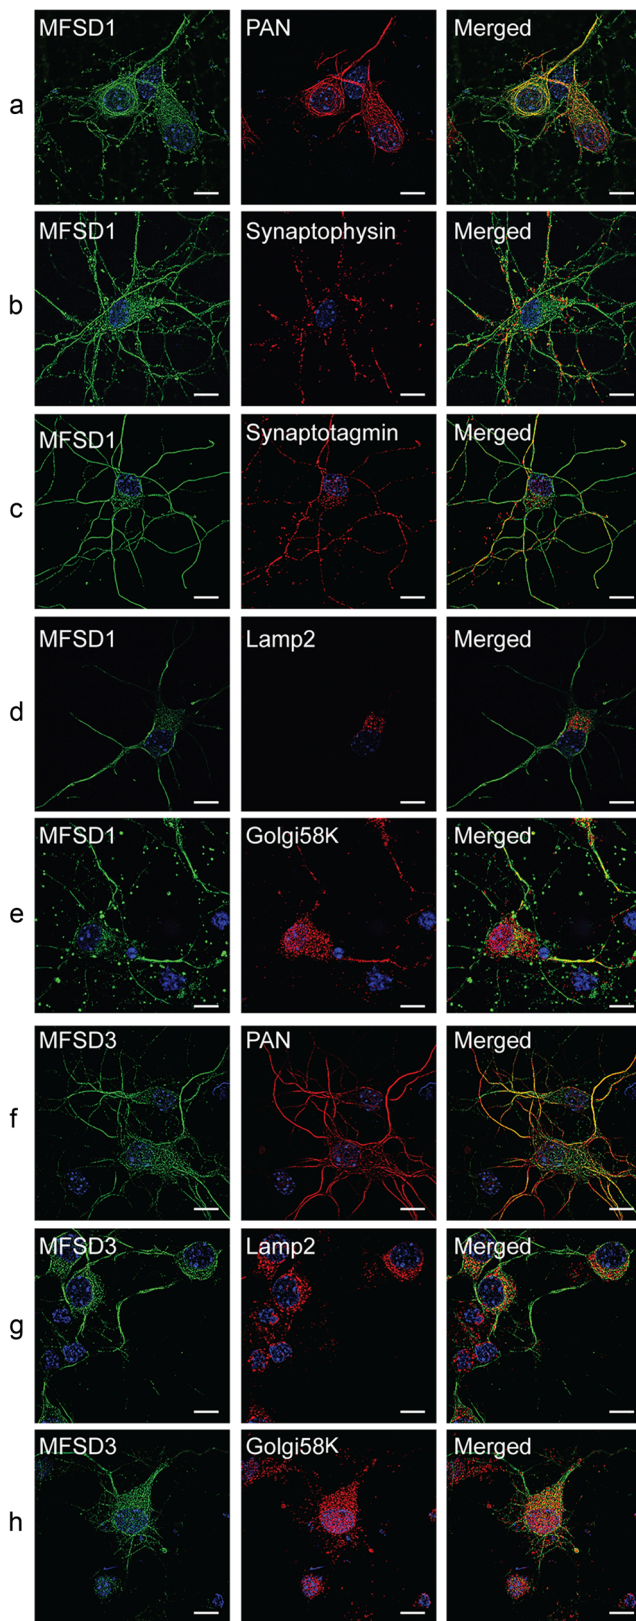 MFSD1 PAN Merged
a
MFSD1 Synaptophysin Merged
b
MFSD1 Synaptotagmin Merged
c
MFSD1 Lamp2 Merged
d
MFSD1 Golgi58K Merged
e
MFSD3 PAN Merged
f
MFSD3 Lamp2 Merged
g
MFSD3 Golgi58K Merged
h